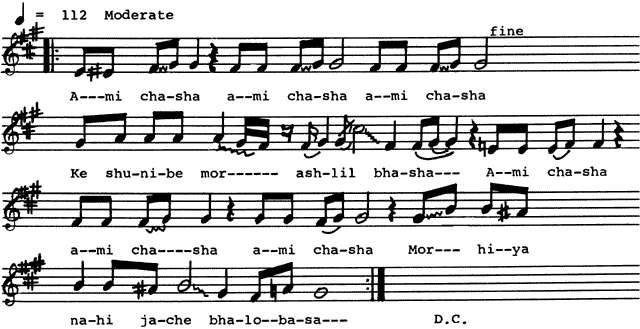 = 112 Moderate
fine
A---mi cha-sha a--mi cha-sha a--mi cha-sha
Ke shu-ni-be mor------ ash-lil bha-sha--- A--mi cha-sha
a--mi cha----sha a--mi cha-sha Mor--- hi--ya
na-hi ja-che bha-lo--ba-sa--- D.C.